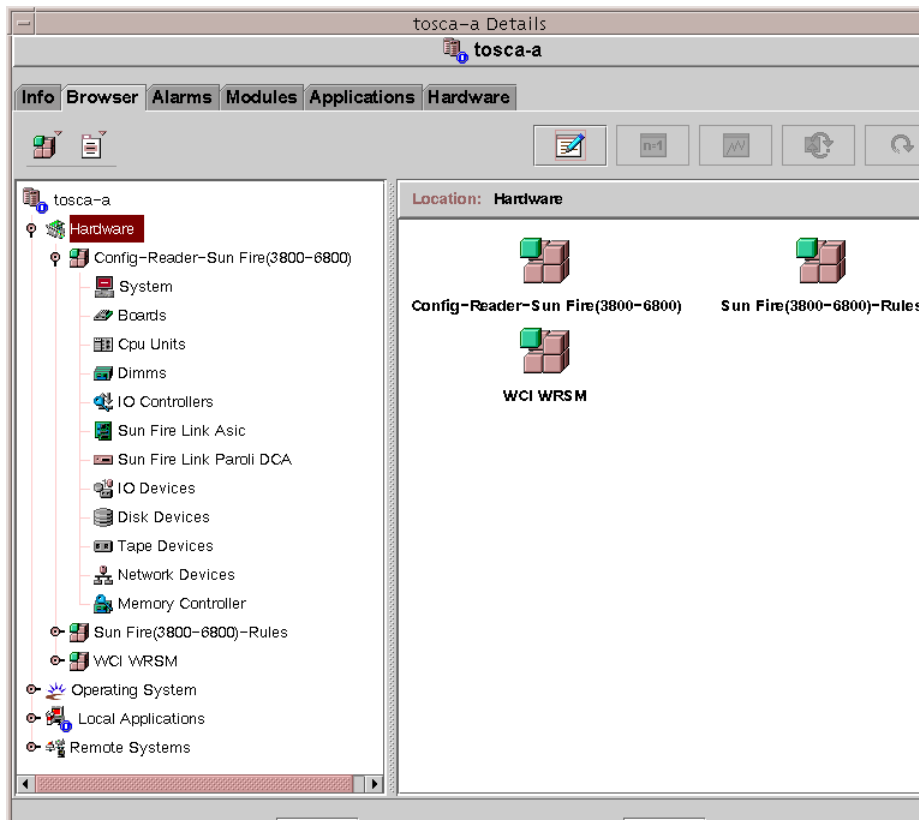 tosca-a Details
tosca-a
Info Browser Alarms Modules Applications Hardware
n=1
tosca-a
Hardware
Config-Reader-Sun Fire(3800-6800)
System
Boards
Cpu Units
Dimms
IO Controllers
Sun Fire Link Asic
Sun Fire Link Paroli DCA
IO Devices
Disk Devices
Tape Devices
Network Devices
Memory Controller
Sun Fire(3800-6800)-Rules
WCI WRSM
Operating System
Local Applications
Remote Systems
Location: Hardware
Config-Reader-Sun Fire(3800-6800)
Sun Fire(3800-6800)-Rules
WCI WRSM